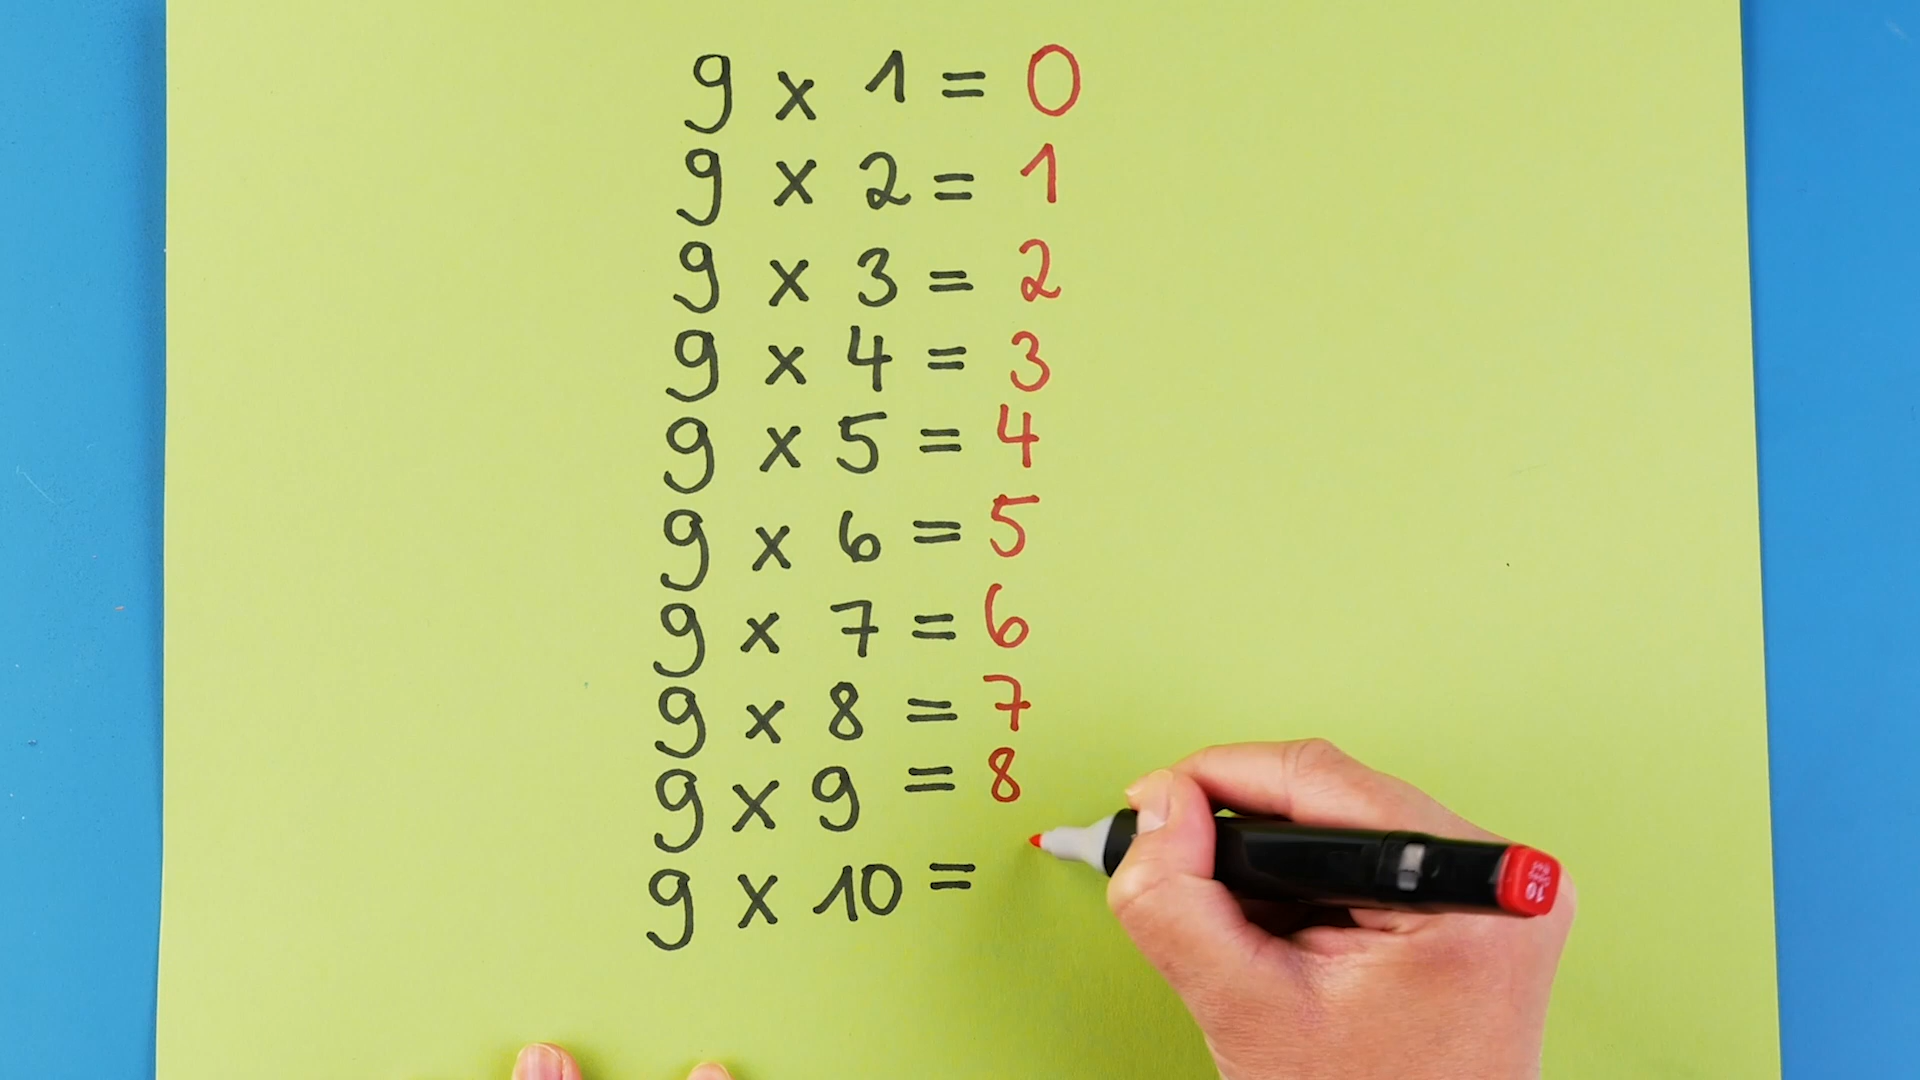 9 x 1 = 0
9 x 2 = 1
9 x 3 = 2
9 x 4 = 3
9 x 5 = 4
9 x 6 = 5
9 x 7 = 6
9 x 8 = 7
9 x 9 = 8
9 x 10 =